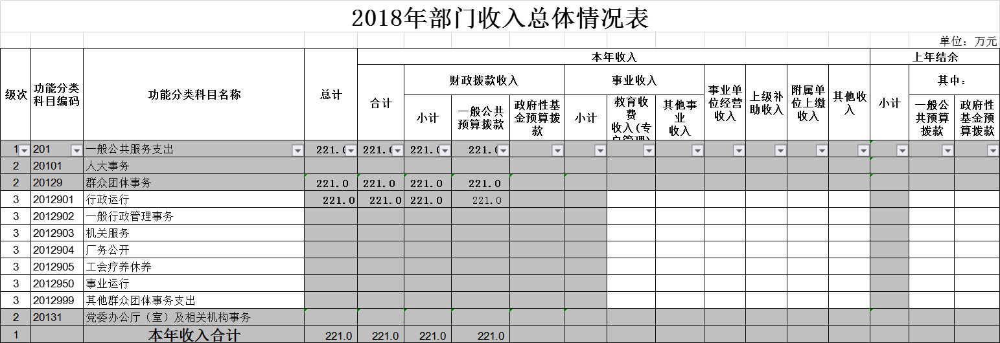 2018年部门收入总体情况表
单位：万元
级次 功能分类科目编码 功能分类科目名称 总计 本年收入 上年结余
合计 财政拨款收入 事业收入 事业单位经营收入 上级补助收入 附属单位上缴收入 其他收入 小计 其中：
小计 一般公共预算拨款 政府性基金预算拨款 小计 教育收费收入(专户管理) 其他事业收入 一般公共预算拨款 政府性基金预算拨款
1 201 一般公共服务支出 221.0 221.0 221.0 221.0
2 20101 人大事务
2 20129 群众团体事务 221.0 221.0 221.0 221.0
3 2012901 行政运行 221.0 221.0 221.0 221.0
3 2012902 一般行政管理事务
3 2012903 机关服务
3 2012904 厂务公开
3 2012905 工会疗养休养
3 2012950 事业运行
3 2012999 其他群众团体事务支出
2 20131 党委办公厅（室）及相关机构事务
1 本年收入合计 221.0 221.0 221.0 221.0